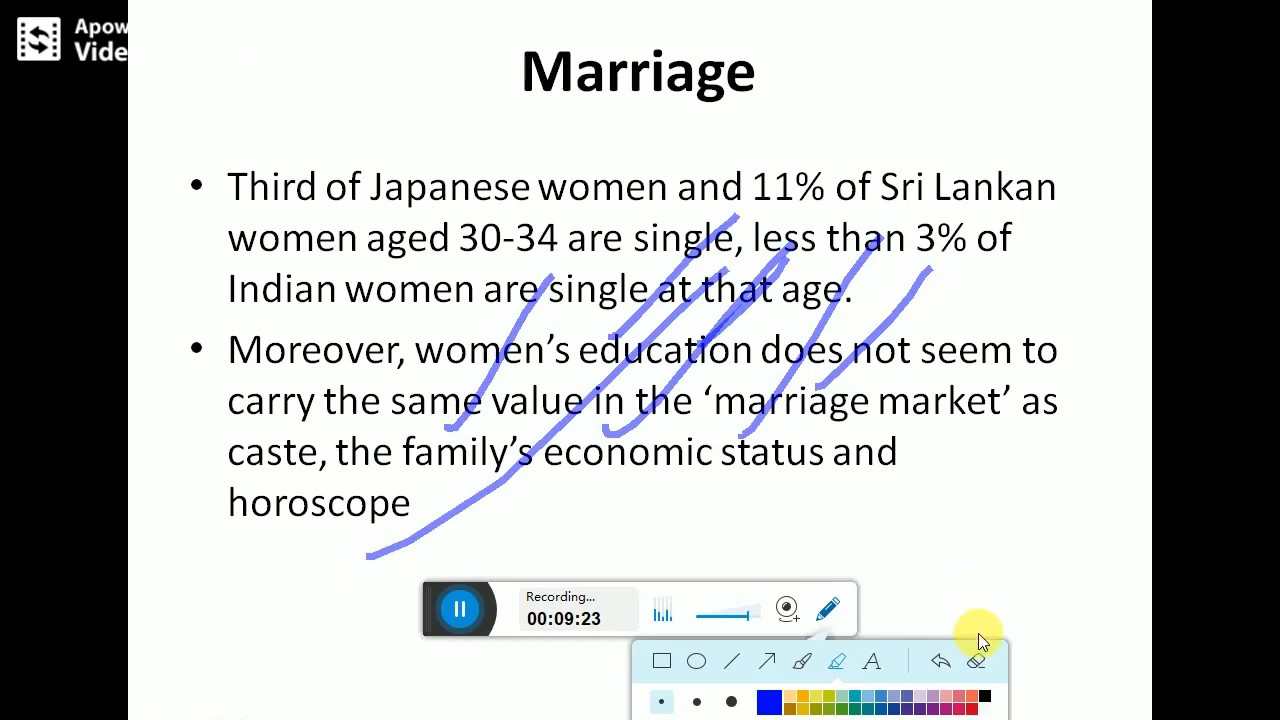 Apow
Vide
Marriage
• Third of Japanese women and 11% of Sri Lankan
women aged 30-34 are single, less than 3% of
Indian women are single at that age.
• Moreover, women’s education does not seem to
carry the same value in the ‘marriage market’ as
caste, the family’s economic status and
horoscope
Recording...
00:09:23
A